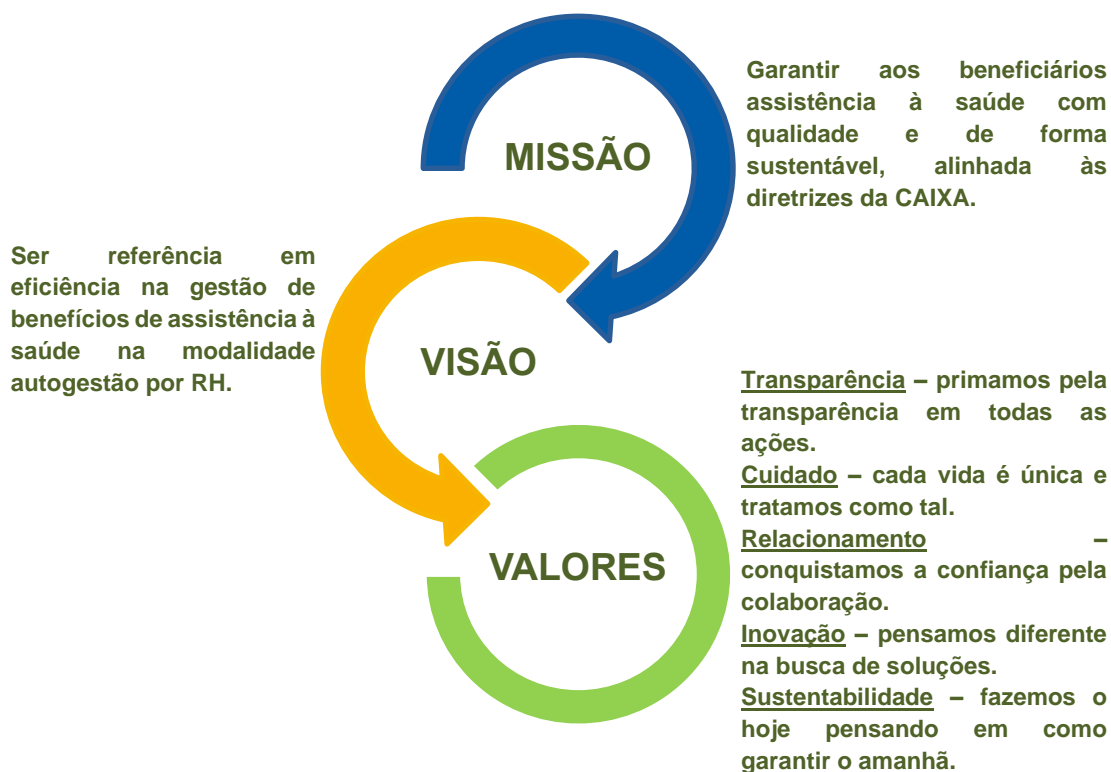 MISSÃO
Garantir aos beneficiários
assistência à saúde com
qualidade e de forma
sustentável, alinhada às
diretrizes da CAIXA.
VISÃO
Ser referência em
eficiência na gestão de
benefícios de assistência à
saúde na modalidade
autogestão por RH.
VALORES
Transparência – primamos pela
transparência em todas as
ações.
Cuidado – cada vida é única e
tratamos como tal.
Relacionamento –
conquistamos a confiança pela
colaboração.
Inovação – pensamos diferente
na busca de soluções.
Sustentabilidade – fazemos o
hoje pensando em como
garantir o amanhã.